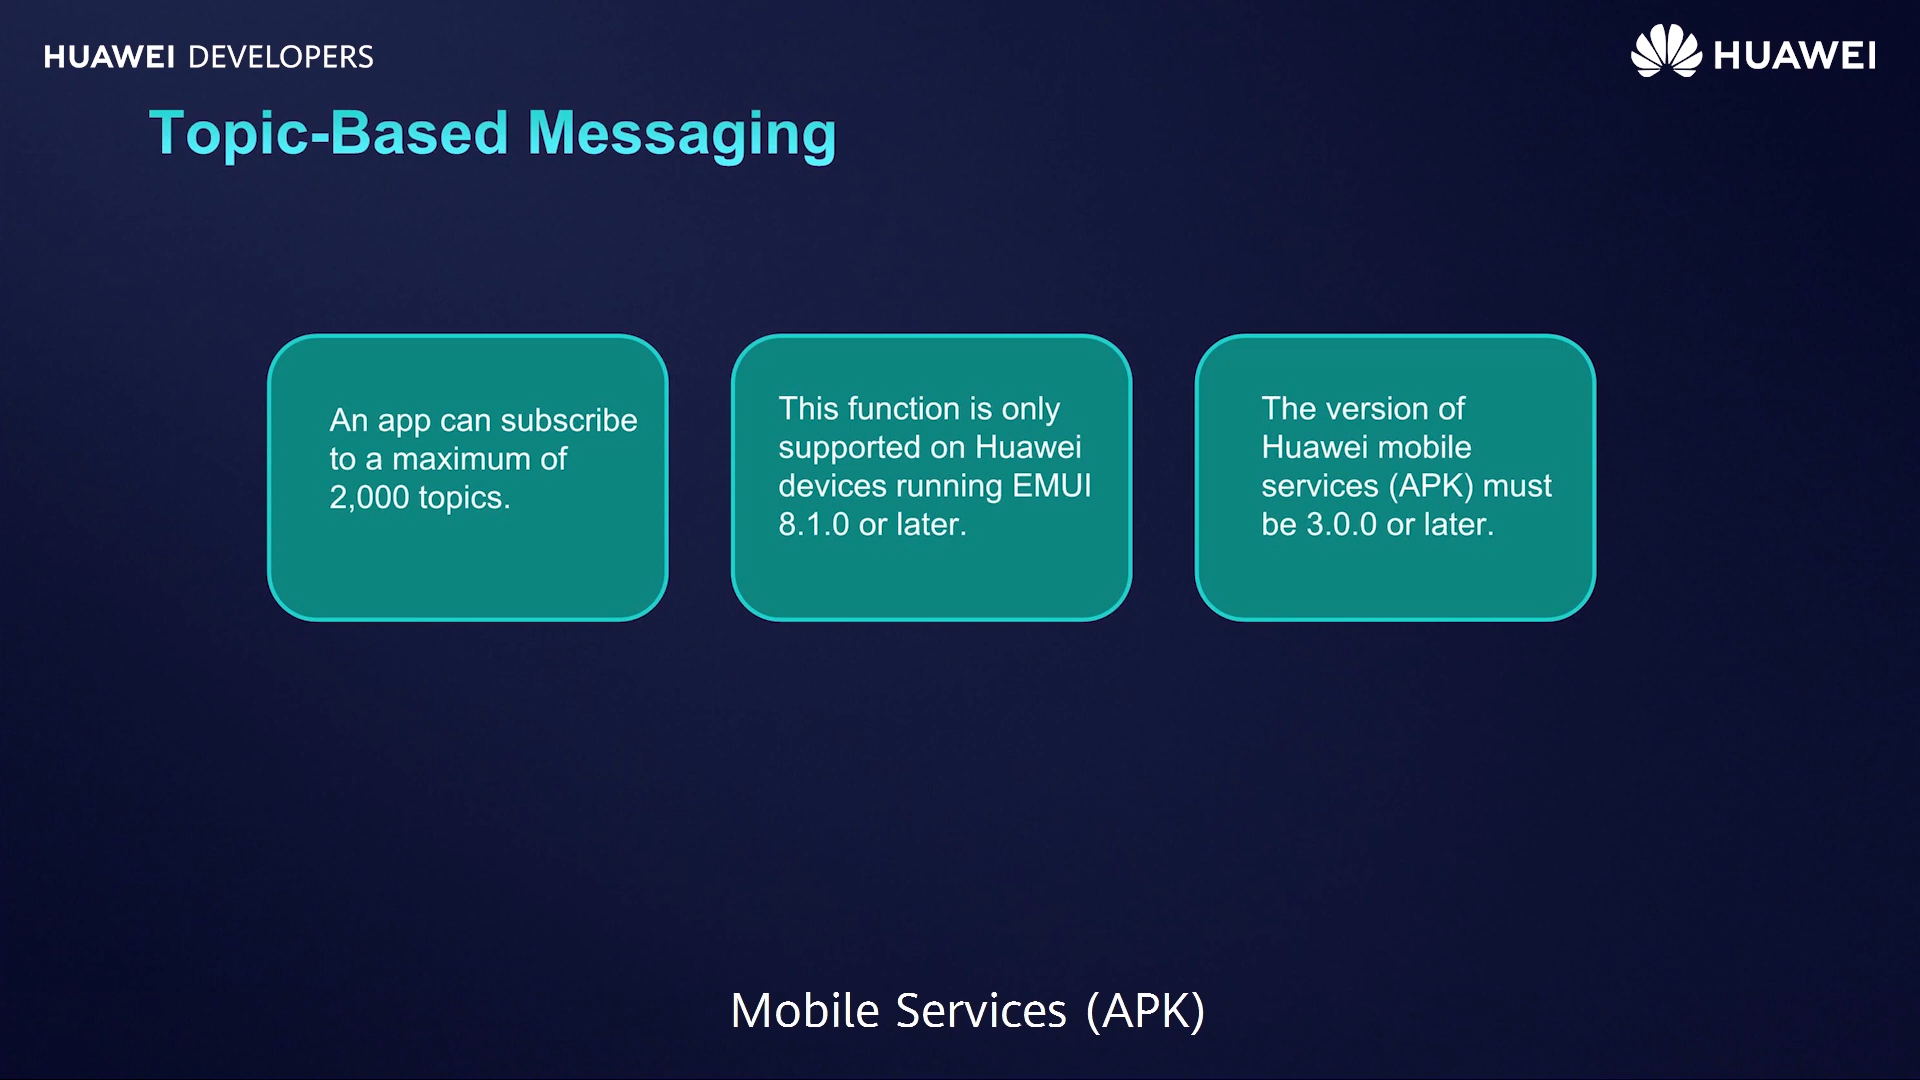 HUAWEI DEVELOPERS
HUAWEI
Topic-Based Messaging
An app can subscribe
to a maximum of
2,000 topics.
This function is only
supported on Huawei
devices running EMUI
8.1.0 or later.
The version of
Huawei mobile
services (APK) must
be 3.0.0 or later.
Mobile Services (APK)